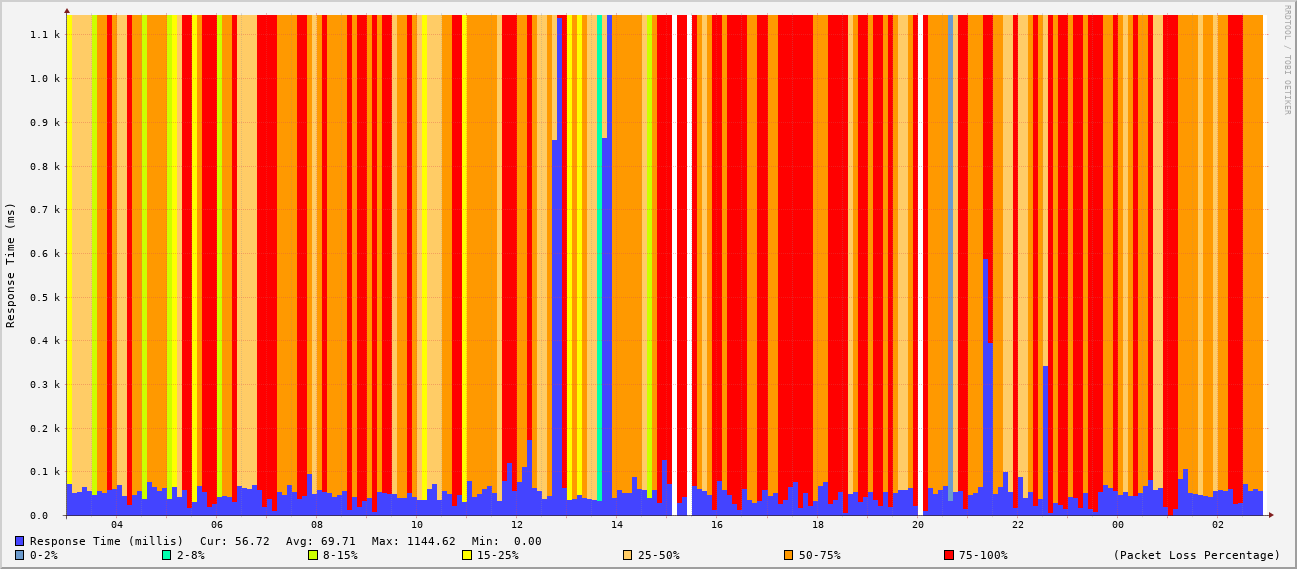 RRDTOOL / TOBI OETIKER
Response Time (ms)
1.1 k
1.0 k
0.9 k
0.8 k
0.7 k
0.6 k
0.5 k
0.4 k
0.3 k
0.2 k
0.1 k
0.0
04 06 08 10 12 14 16 18 20 22 00 02
Response Time (millis) Cur: 56.72 Avg: 69.71 Max: 1144.62 Min: 0.00
0-2% 2-8% 8-15% 15-25% 25-50% 50-75% 75-100% (Packet Loss Percentage)